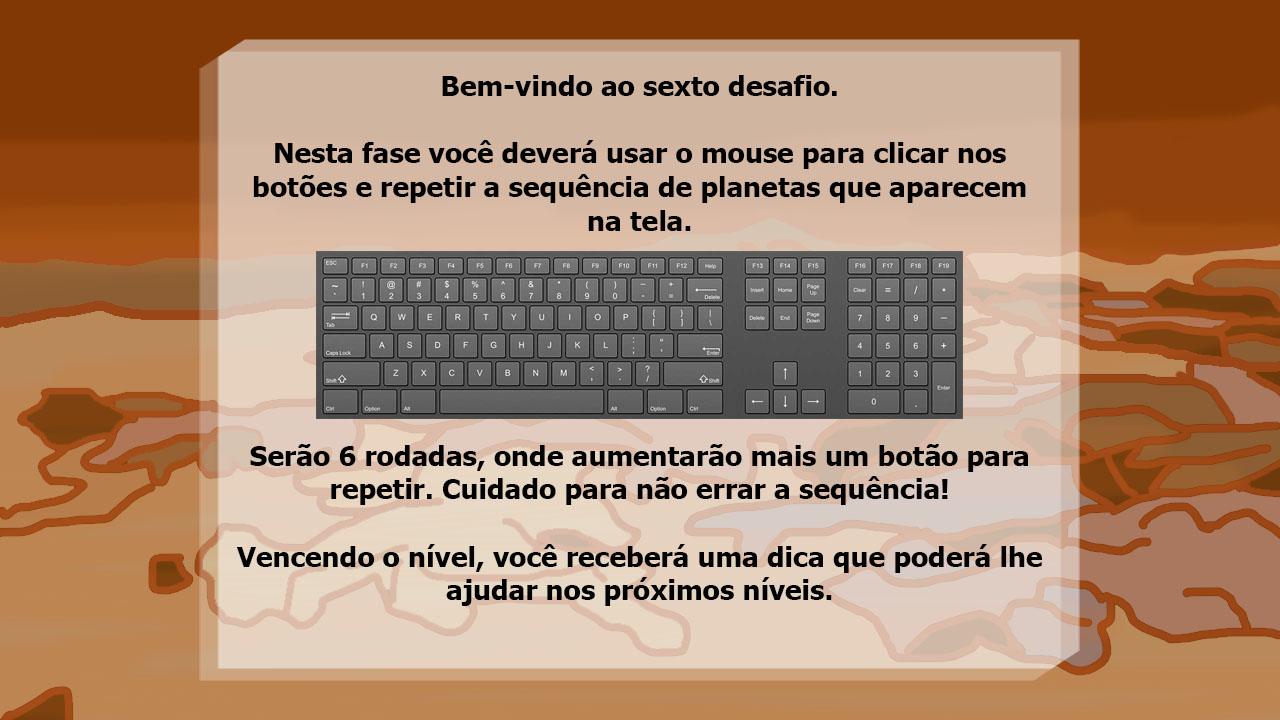 Bem-vindo ao sexto desafio.
Nesta fase você deverá usar o mouse para clicar nos
botões e repetir a sequência de planetas que aparecem
na tela.
ESC F1 F2 F3 F4 F5 F6 F7 F8 F9 F10 F11 F12 Help F13 F14 F15 F16 F17 F18 F19
~ ` ! 1 @ 2 # 3 $ 4 % 5 ^ 6 & 7 * 8 ( 9 ) 0 – - + = Delete Insert Home Page Up Clear = / *
Tab Q W E R T Y U I O P { [ } ] | \ Delete End Page Down 7 8 9 –
Caps Lock A S D F G H J K L : ; " ' Enter 4 5 6 +
Shift Z X C V B N M < , > . ? / Shift ↑ 1 2 3 Enter
Ctrl Option Alt Alt Option Ctrl ← ↓ → 0 .
Serão 6 rodadas, onde aumentarão mais um botão para
repetir. Cuidado para não errar a sequência!
Vencendo o nível, você receberá uma dica que poderá lhe
ajudar nos próximos níveis.